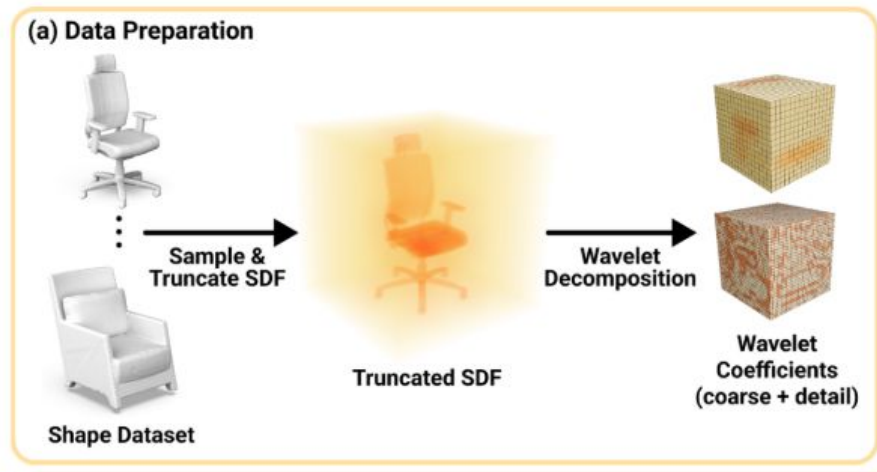 (a) Data Preparation
Sample &
Truncate SDF
Wavelet
Decomposition
Truncated SDF
Wavelet
Coefficients
(coarse + detail)
Shape Dataset